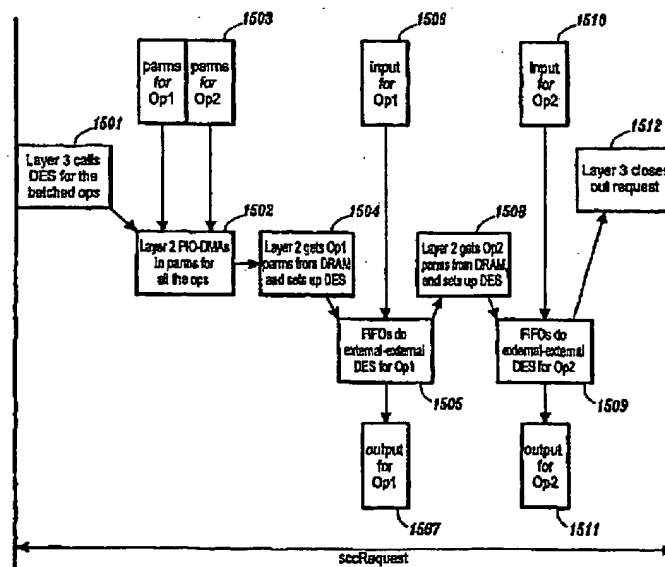 1503
1506
1510
parms
for
Op1
parms
for
Op2
input
for
Op1
input
for
Op2
1501
1512
Layer 3 calls
DES for the
batched ops
Layer 3 closes
out request
1502
1504
1508
Layer 2 PIO-DMAs
in parms for
all the ops
Layer 2 gets Op1
parms from DRAM,
and sets up DES
Layer 2 gets Op2
parms from DRAM,
and sets up DES
FIFOs do
external-external
DES for Op1
FIFOs do
external-external
DES for Op2
1505
1509
output
for
Op1
output
for
Op2
1507
1511
sccRequest